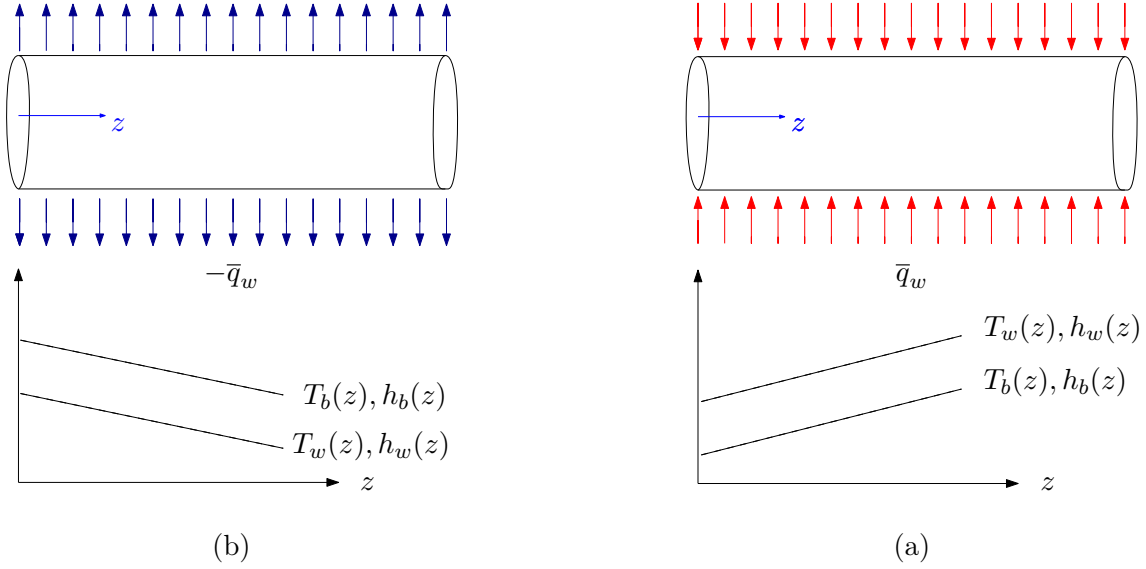 z
z
−q̅_w
q̅_w
T_w(z), h_w(z)
T_b(z), h_b(z)
T_b(z), h_b(z)
T_w(z), h_w(z)
z
z
(b)
(a)